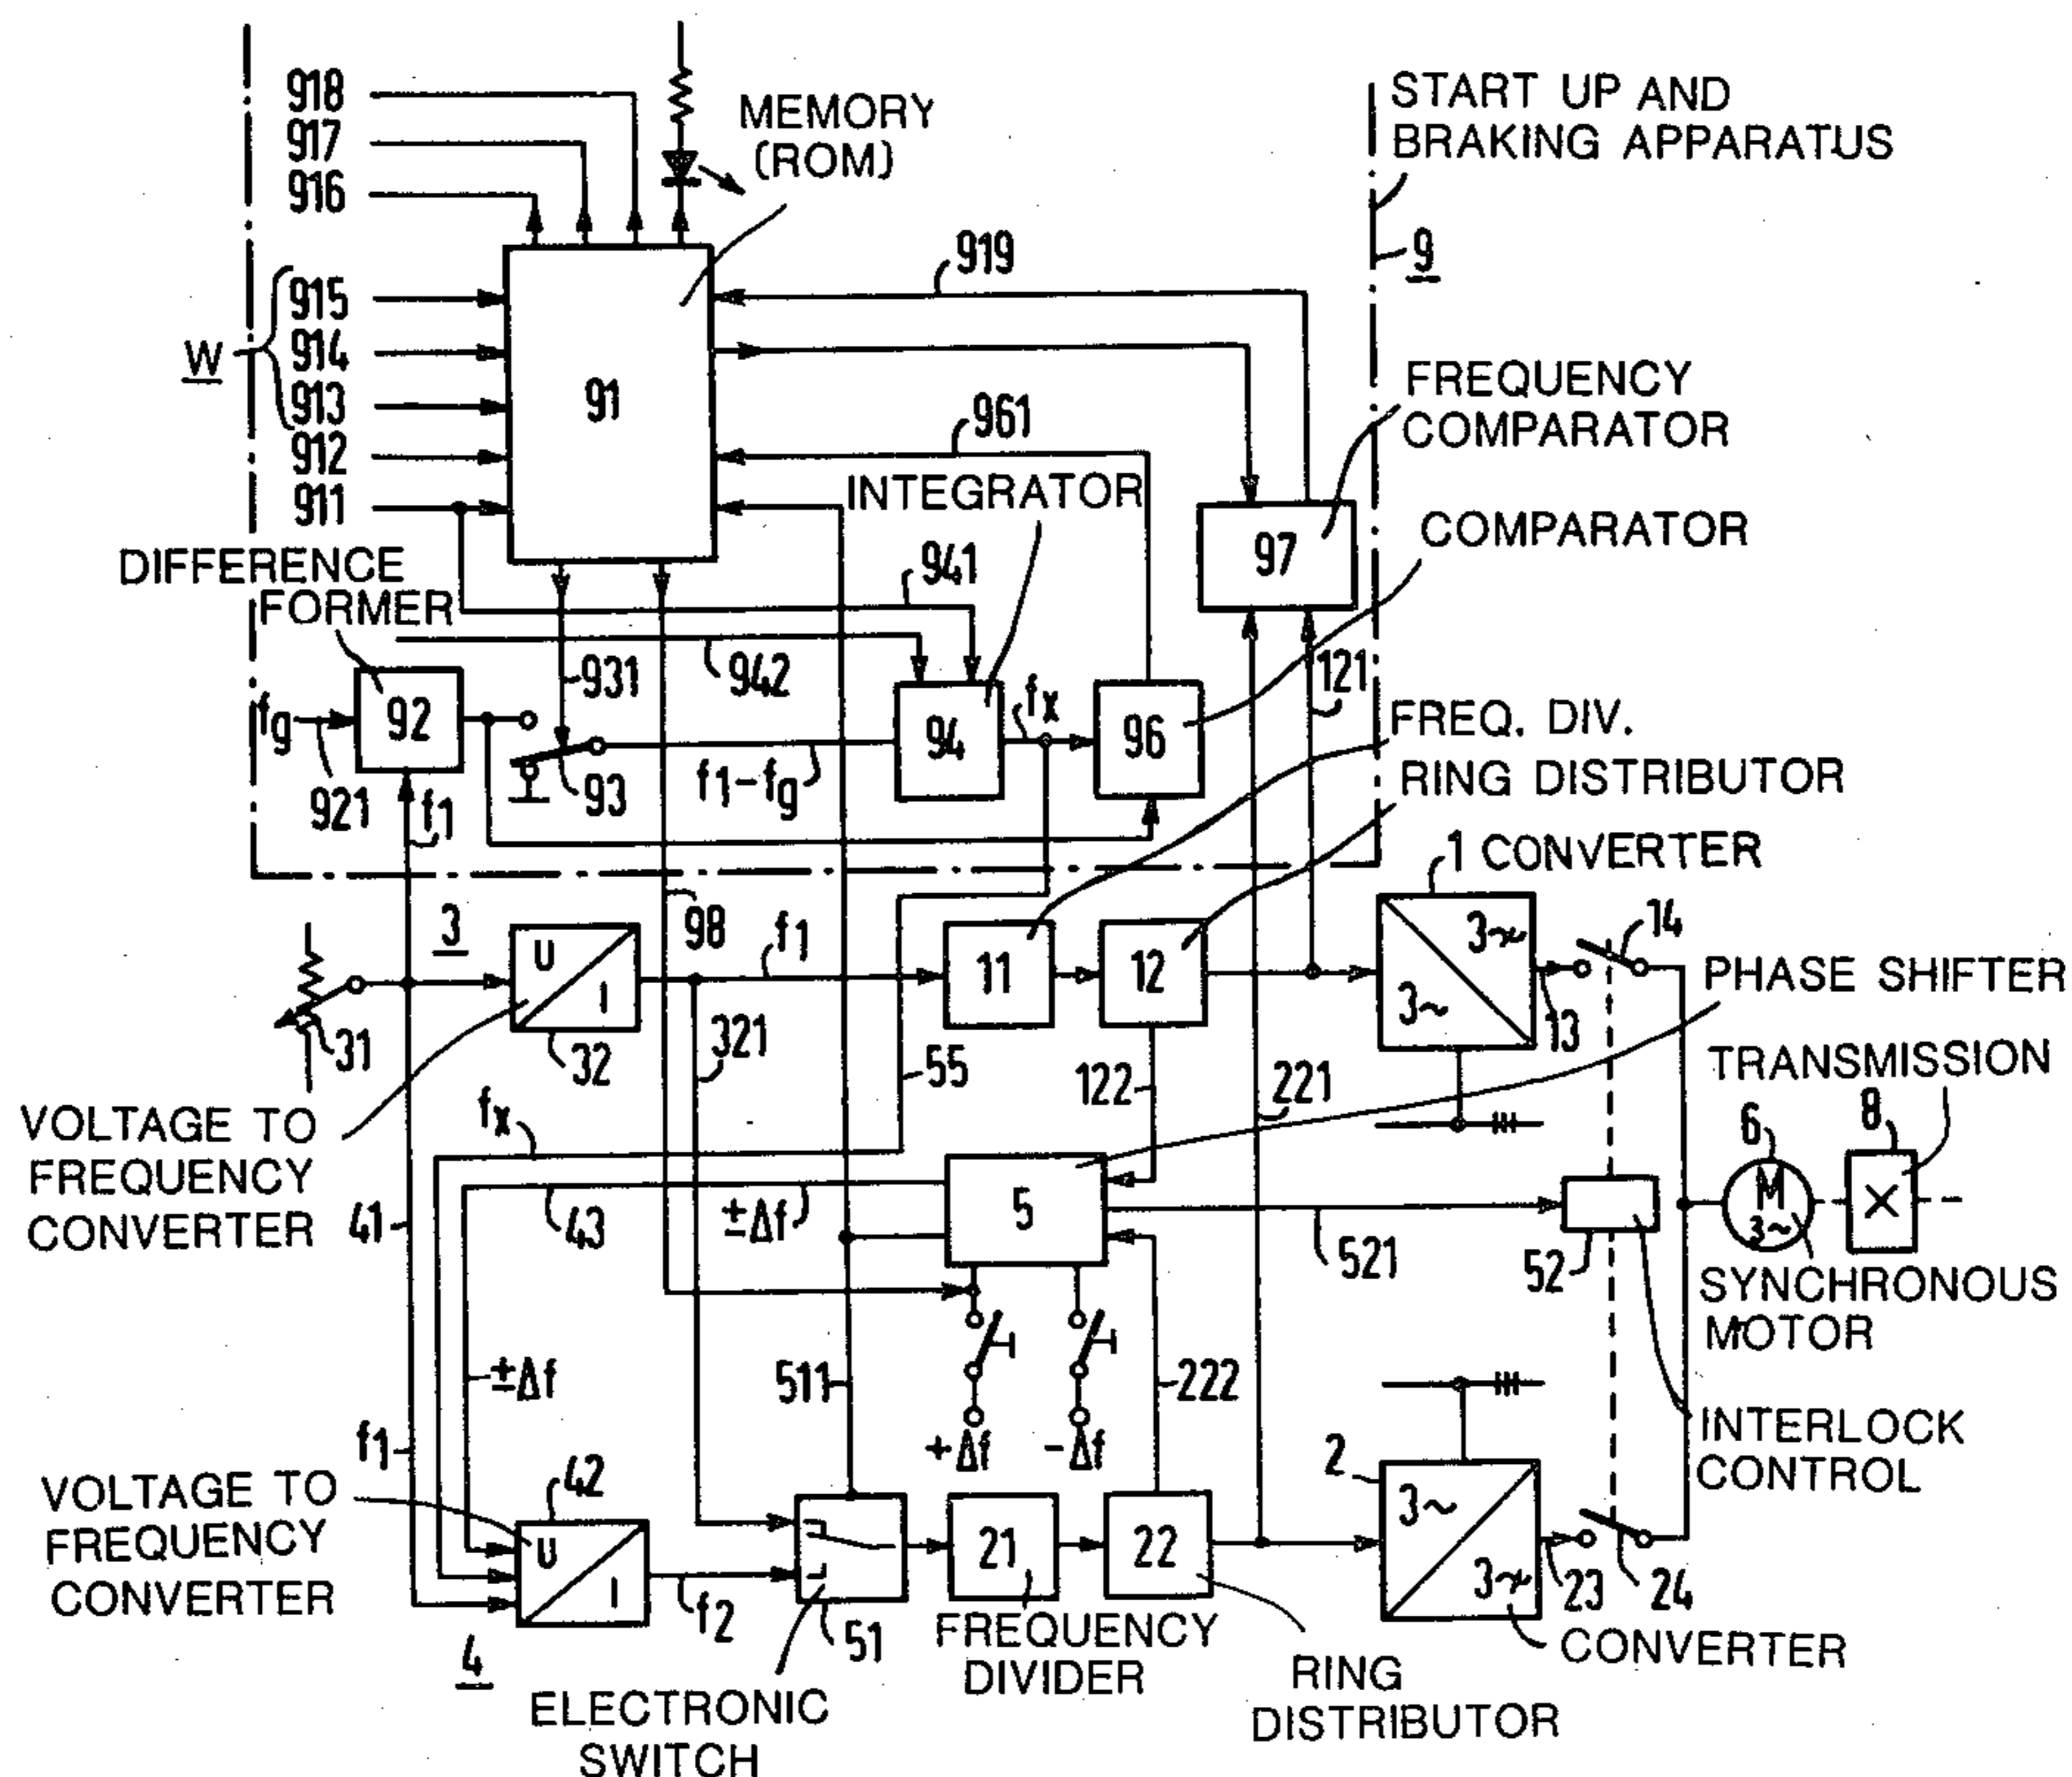 918
917
916
MEMORY
(ROM)
START UP AND
BRAKING APPARATUS
9
919
915
914
913
912
911
W
91
961
FREQUENCY
COMPARATOR
INTEGRATOR
COMPARATOR
97
DIFFERENCE
FORMER
941
942
931
121
fg
92
921
f1
93
f1-fg
94
fx
96
FREQ. DIV.
RING DISTRIBUTOR
1 CONVERTER
3
98
U
I
32
31
f1
11
12
3~
3~
13
14
PHASE SHIFTER
321
55
122
221
TRANSMISSION
VOLTAGE TO
FREQUENCY
CONVERTER
fx
41
43
±Δf
5
521
52
6
M
3~
8
SYNCHRONOUS
MOTOR
±Δf
511
+Δf
-Δf
222
INTERLOCK
CONTROL
f1
VOLTAGE TO
FREQUENCY
CONVERTER
42
U
I
f2
4
51
21
22
2
3~
3~
23
24
CONVERTER
FREQUENCY
DIVIDER
RING
DISTRIBUTOR
ELECTRONIC
SWITCH